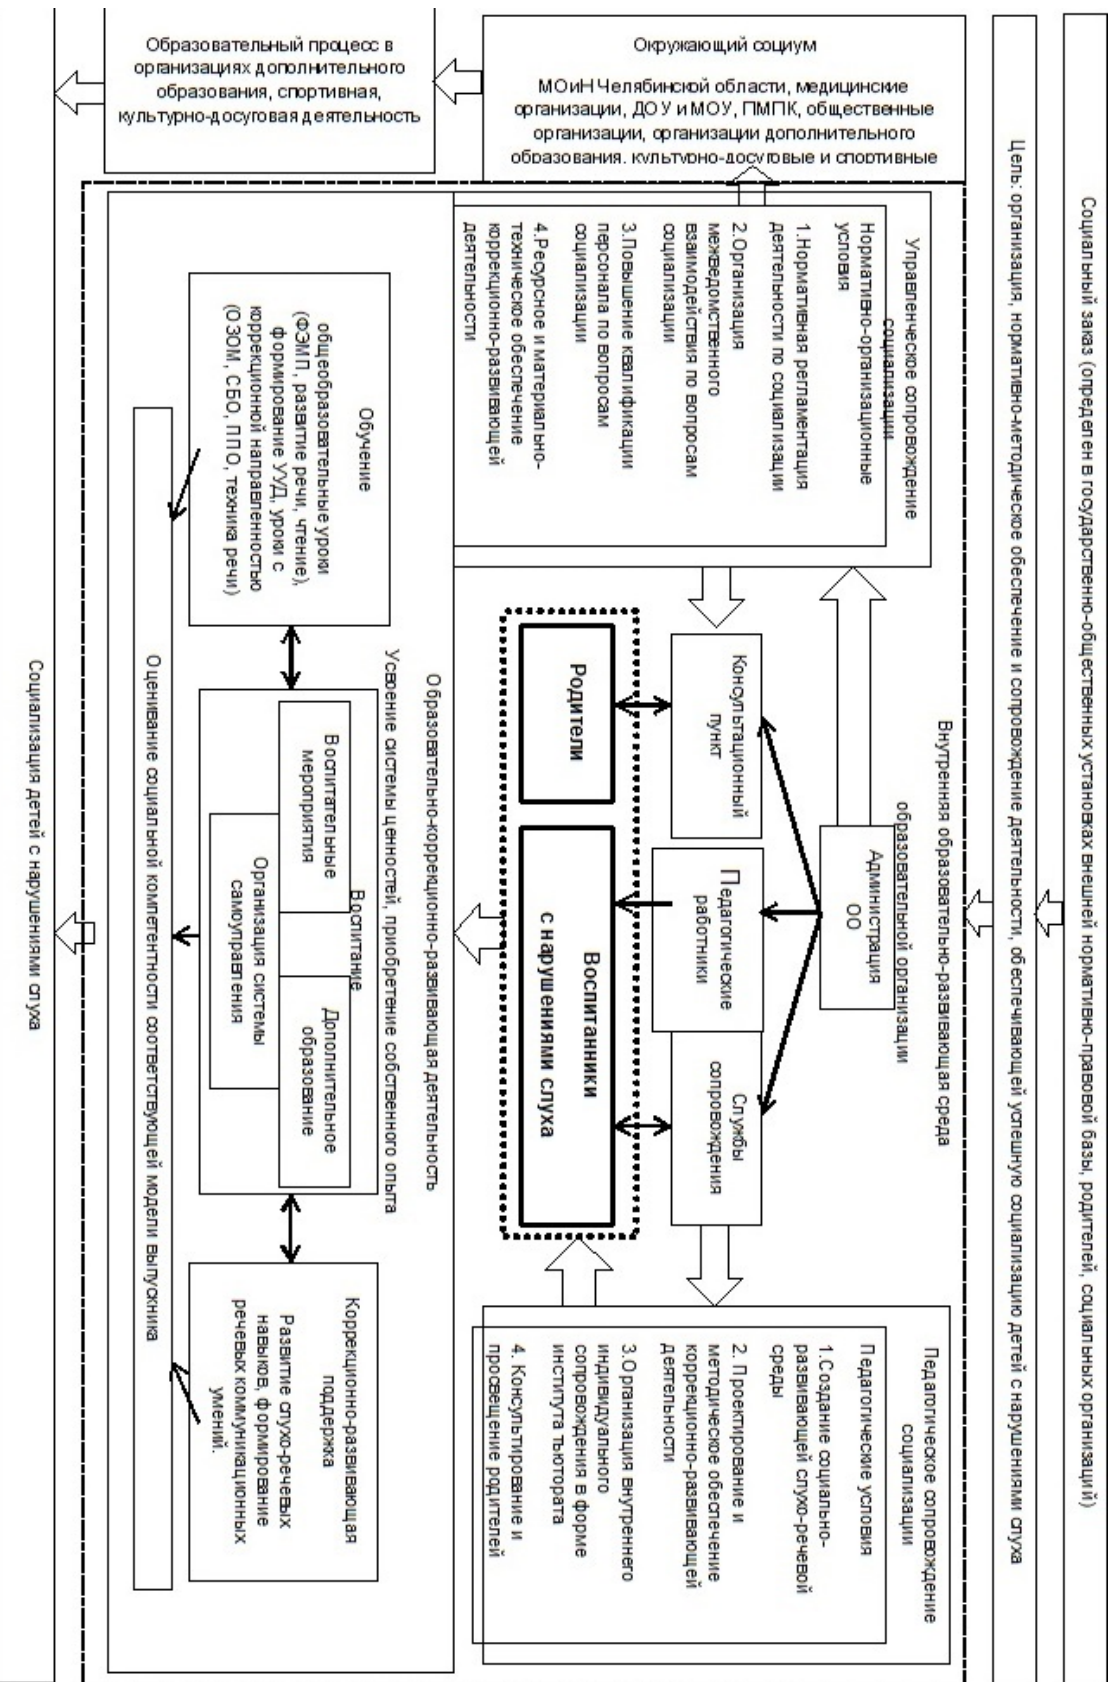 Социальный заказ (определен в государственно-общественных установках внешней нормативно-правовой базы, родителей, социальных организаций)
Цель: организация, нормативно-методическое обеспечение и сопровождение деятельности, обеспечивающей успешную социализацию детей с нарушениями слуха
Окружающий социум
МОиН Челябинской области, медицинские
организации, ДОУ и МОУ, ПМПК, общественные
организации, организации дополнительного
образования, культурно-досуговые и спортивные
Образовательный процесс в
организациях дополнительного
образования, спортивная,
культурно-досуговая деятельность
Внутренняя образовательно-развивающая среда
образовательной организации
Управленческое сопровождение
социализации
Нормативно-организационные
условия
1.Нормативная регламентация
деятельности по социализации
2.Организация
межведомственного
взаимодействия по вопросам
социализации
3.Повышение квалификации
персонала по вопросам
социализации
4.Ресурсное и материально-
техническое обеспечение
коррекционно-развивающей
деятельности
Администрация
ОО
Консультационный
пункт
Педагогические
работники
Службы
сопровождения
Родители
Воспитанники
с нарушениями слуха
Педагогическое сопровождение
социализации
Педагогические условия
1.Создание социально-
развивающей слухо-речевой
среды
2. Проектирование и
методическое обеспечение
коррекционно-развивающей
деятельности
3.Организация внутреннего
индивидуального
сопровождения в форме
института тьютората
4. Консультирование и
просвещение родителей
Образовательно-коррекционно-развивающая деятельность
Усвоение системы ценностей, приобретение собственного опыта
Обучение
общеобразовательные уроки
(ФЭМП, развитие речи, чтение),
формирование УУД, уроки с
коррекционной направленностью
(ОЗОМ, СБО, ППО, техника речи)
Воспитание
Воспитательные
мероприятия
Дополнительное
образование
Организация системы
самоуправления
Коррекционно-развивающая
поддержка
Развитие слухо-речевых
навыков, формирование
речевых коммуникационных
умений.
Оценивание социальной компетентности соответствующей модели выпускника
Социализация детей с нарушениями слуха